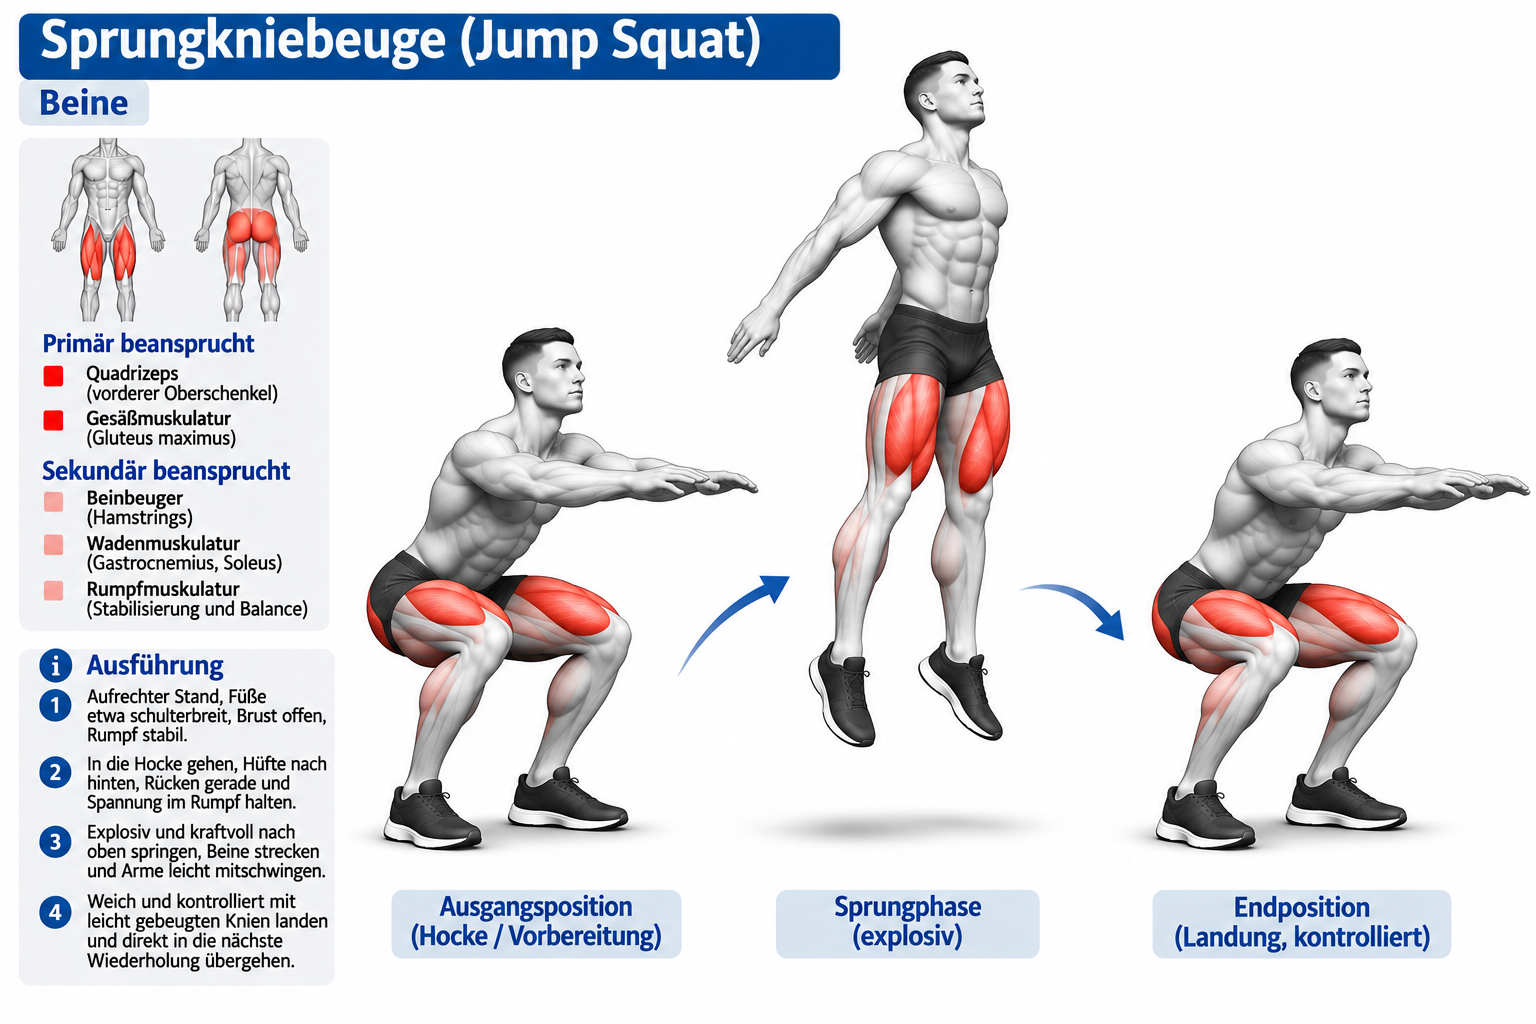 Sprungkniebeuge (Jump Squat)
Beine
Primär beansprucht
Quadrizeps
(vorderer Oberschenkel)
Gesäßmuskulatur
(Gluteus maximus)
Sekundär beansprucht
Beinbeuger
(Hamstrings)
Wadenmuskulatur
(Gastrocnemius, Soleus)
Rumpfmuskulatur
(Stabilisierung und Balance)
i Ausführung
1 Aufrechter Stand, Füße
etwa schulterbreit, Brust offen,
Rumpf stabil.
2 In die Hocke gehen, Hüfte nach
hinten, Rücken gerade und
Spannung im Rumpf halten.
3 Explosiv und kraftvoll nach
oben springen, Beine strecken
und Arme leicht mitschwingen.
4 Weich und kontrolliert mit
leicht gebeugten Knien landen
und direkt in die nächste
Wiederholung übergehen.
Ausgangsposition
(Hocke / Vorbereitung)
Sprungphase
(explosiv)
Endposition
(Landung, kontrolliert)